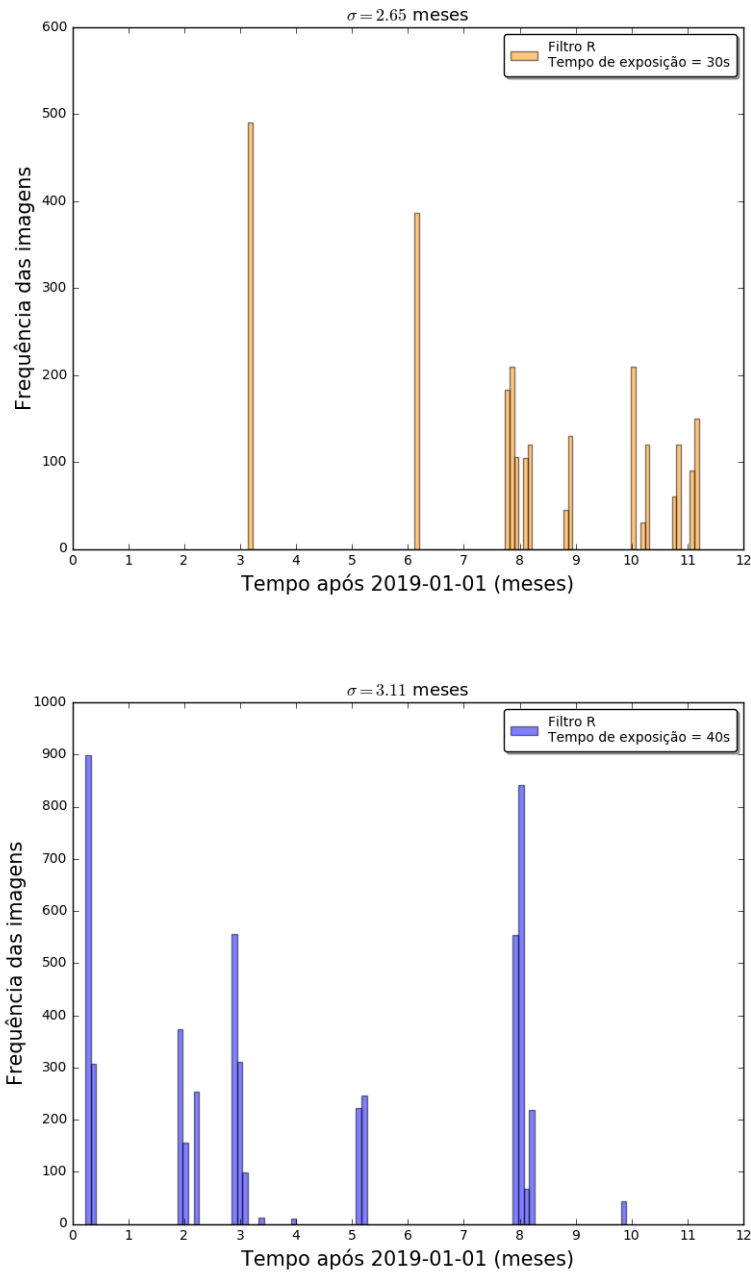 σ = 2.65 meses
600
500
400
300
200
100
0
Frequência das imagens
Filtro R
Tempo de exposição = 30s
0 1 2 3 4 5 6 7 8 9 10 11 12
Tempo após 2019-01-01 (meses)
σ = 3.11 meses
1000
900
800
700
600
500
400
300
200
100
0
Frequência das imagens
Filtro R
Tempo de exposição = 40s
0 1 2 3 4 5 6 7 8 9 10 11 12
Tempo após 2019-01-01 (meses)